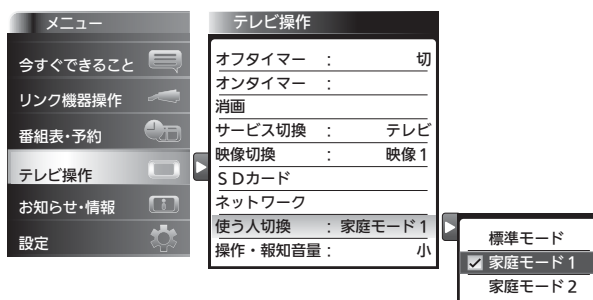 メニュー
今すぐできること
リンク機器操作
番組表･予約
テレビ操作
お知らせ･情報
設定
テレビ操作
オフタイマー : 切
オンタイマー :
消画
サービス切換 : テレビ
映像切換 : 映像1
SDカード
ネットワーク
使う人切換 : 家庭モード1
操作・報知音量 : 小
標準モード
家庭モード1
家庭モード2